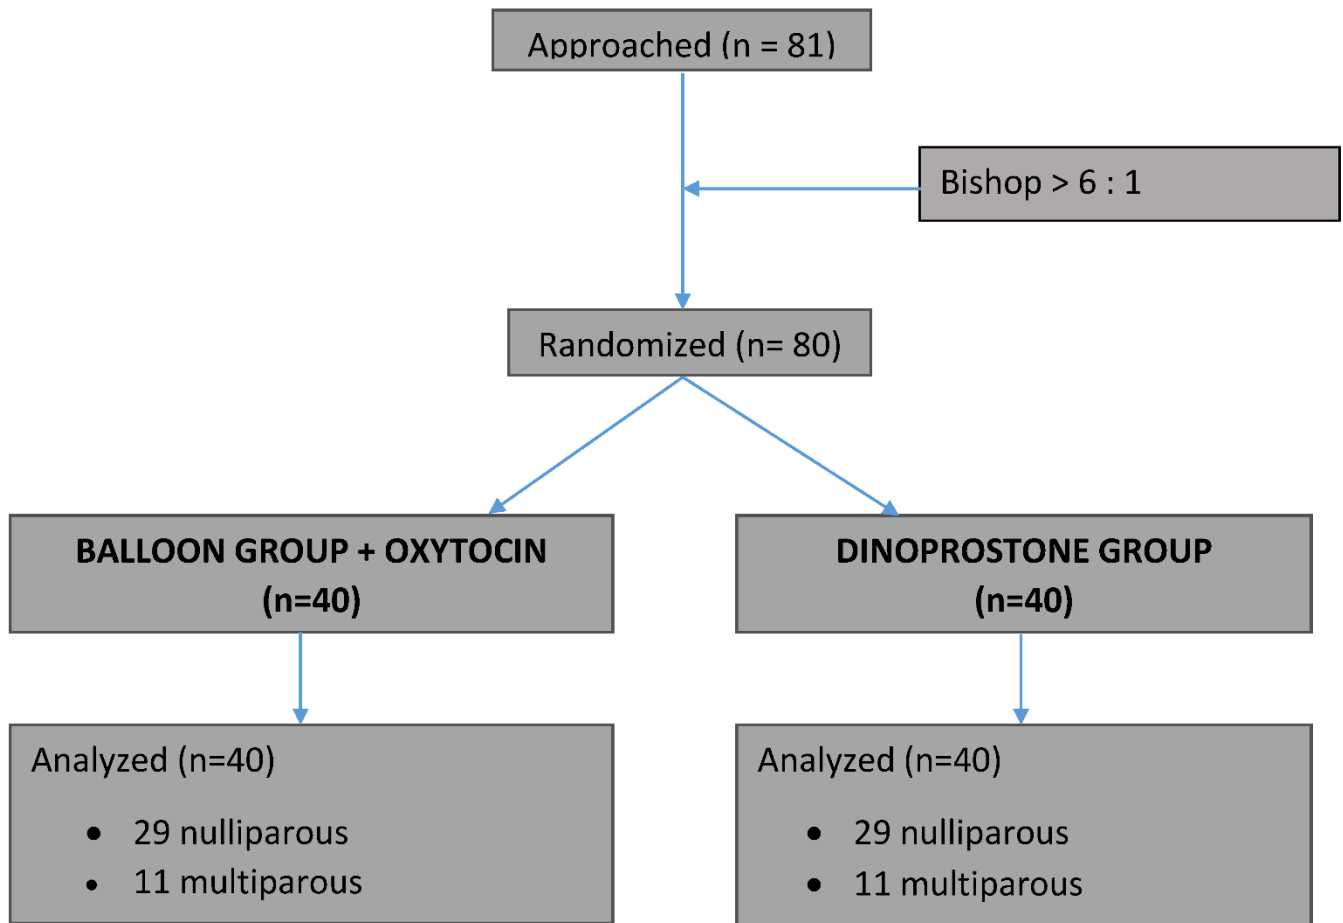 Approached (n = 81)
Bishop > 6 : 1
Randomized (n= 80)
BALLOON GROUP + OXYTOCIN
(n=40)
DINOPROSTONE GROUP
(n=40)
Analyzed (n=40)
• 29 nulliparous
• 11 multiparous
Analyzed (n=40)
• 29 nulliparous
• 11 multiparous